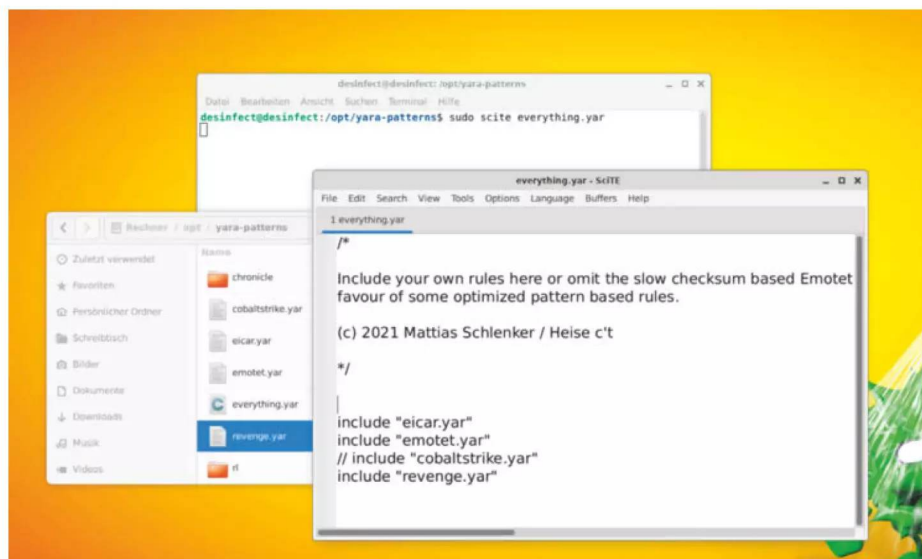 desinfect@desinfect: /opt/yara-patterns
Datei Bearbeiten Ansicht Suchen Terminal Hilfe
desinfect@desinfect:/opt/yara-patterns$ sudo scite everything.yar
everything.yar - SciTE
File Edit Search View Tools Options Language Buffers Help
1 everything.yar
/*
Include your own rules here or omit the slow checksum based Emotet
favour of some optimized pattern based rules.
(c) 2021 Mattias Schlenker / Heise c't
*/
include "eicar.yar"
include "emotet.yar"
// include "cobaltstrike.yar"
include "revenge.yar"
Rechner / opt / yara-patterns
Zuletzt verwendet
Favoriten
Persönlicher Ordner
Schreibtisch
Bilder
Dokumente
Downloads
Musik
Videos
Name
chronicle
cobaltstrike.yar
eicar.yar
emotet.yar
everything.yar
revenge.yar
rl